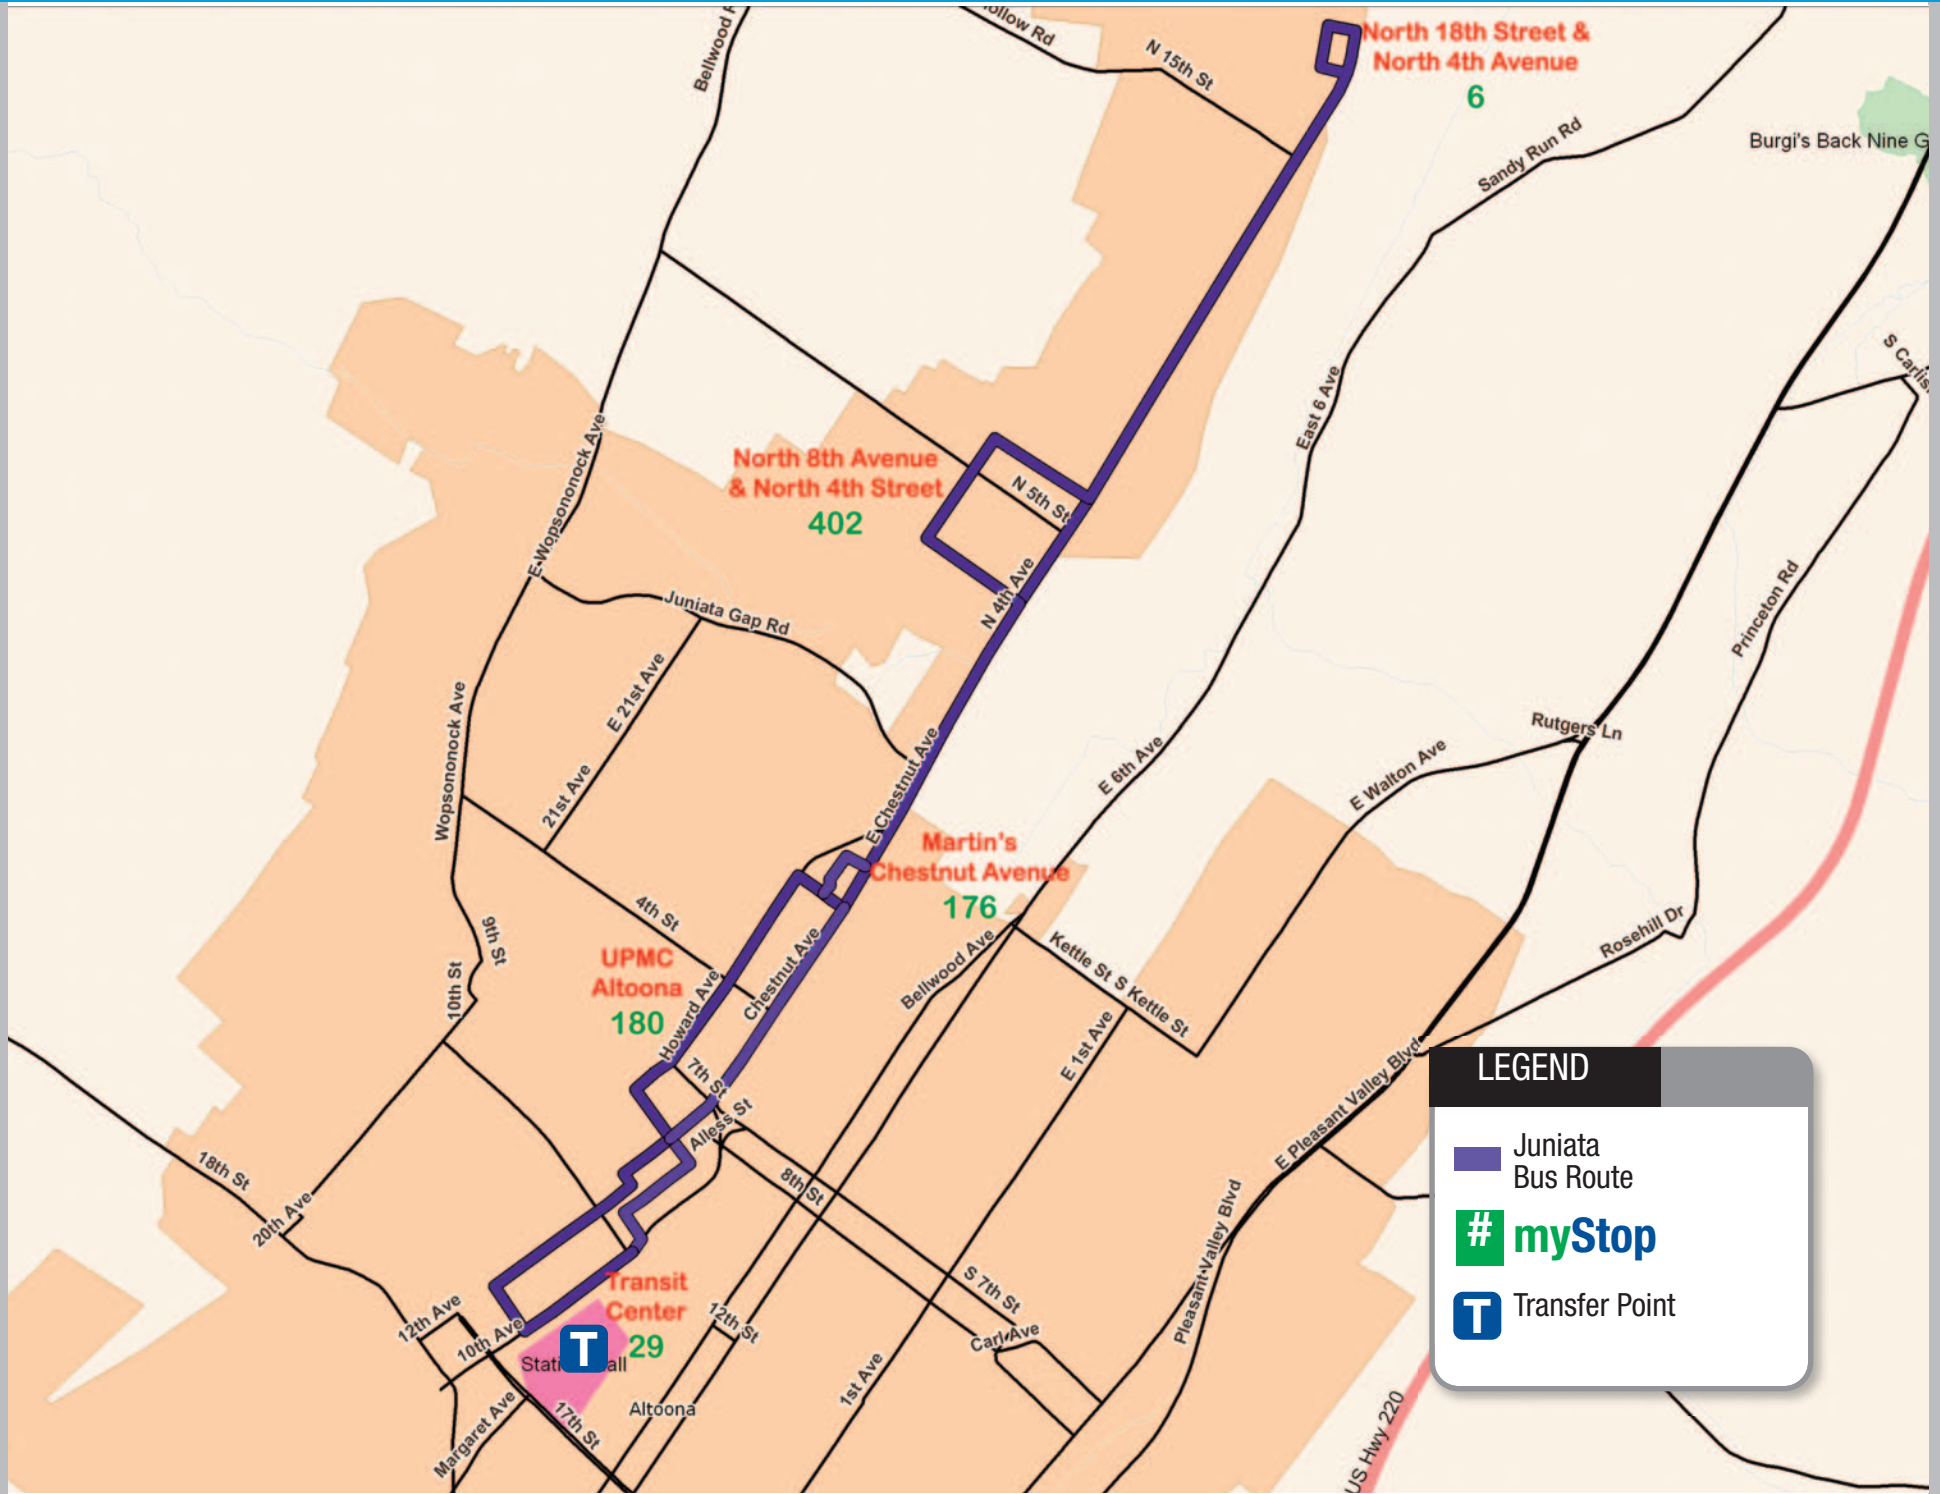 Hollow Rd
N 15th St
Bellwood
North 18th Street &
North 4th Avenue
6
Sandy Run Rd
Burgi's Back Nine G
S Carlis
East 6 Ave
E Wopsononock Ave
North 8th Avenue
& North 4th Street
402
N 5th St
N 4th Ave
Juniata Gap Rd
E 21st Ave
21st Ave
Wopsononock Ave
Princeton Rd
Rutgers Ln
E Walton Ave
E 6th Ave
E Chestnut Ave
Martin's
Chestnut Avenue
176
4th St
9th St
10th St
UPMC
Altoona
180
Howard Ave
Chestnut Ave
Bellwood Ave
Kettle St
S Kettle St
Rosehill Dr
E 1st Ave
7th St
Alless St
E Pleasant Valley Blvd
18th St
20th Ave
8th St
Pleasant Valley Blvd
S 7th St
Carl Ave
12th St
Transit
Center
29
12th Ave
10th Ave
Altoona
Margaret Ave
17th St
1st Ave
US Hwy 220
LEGEND
Juniata
Bus Route
# myStop
T Transfer Point
T